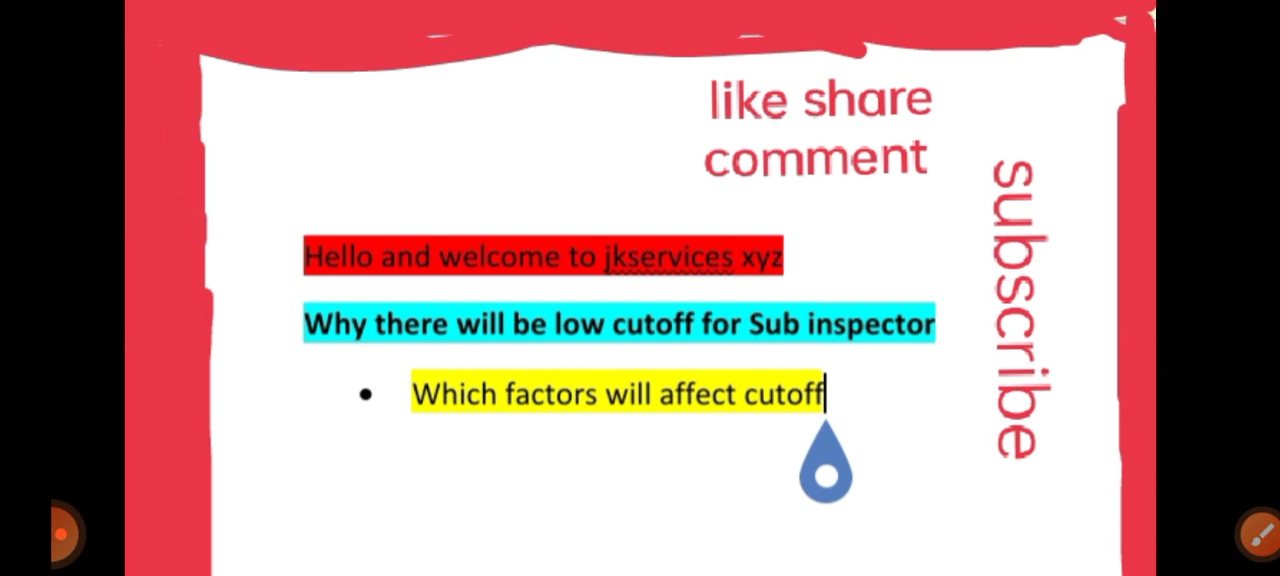 like share
comment
subscribe
Hello and welcome to jkservices xyz
Why there will be low cutoff for Sub inspector
• Which factors will affect cutoff